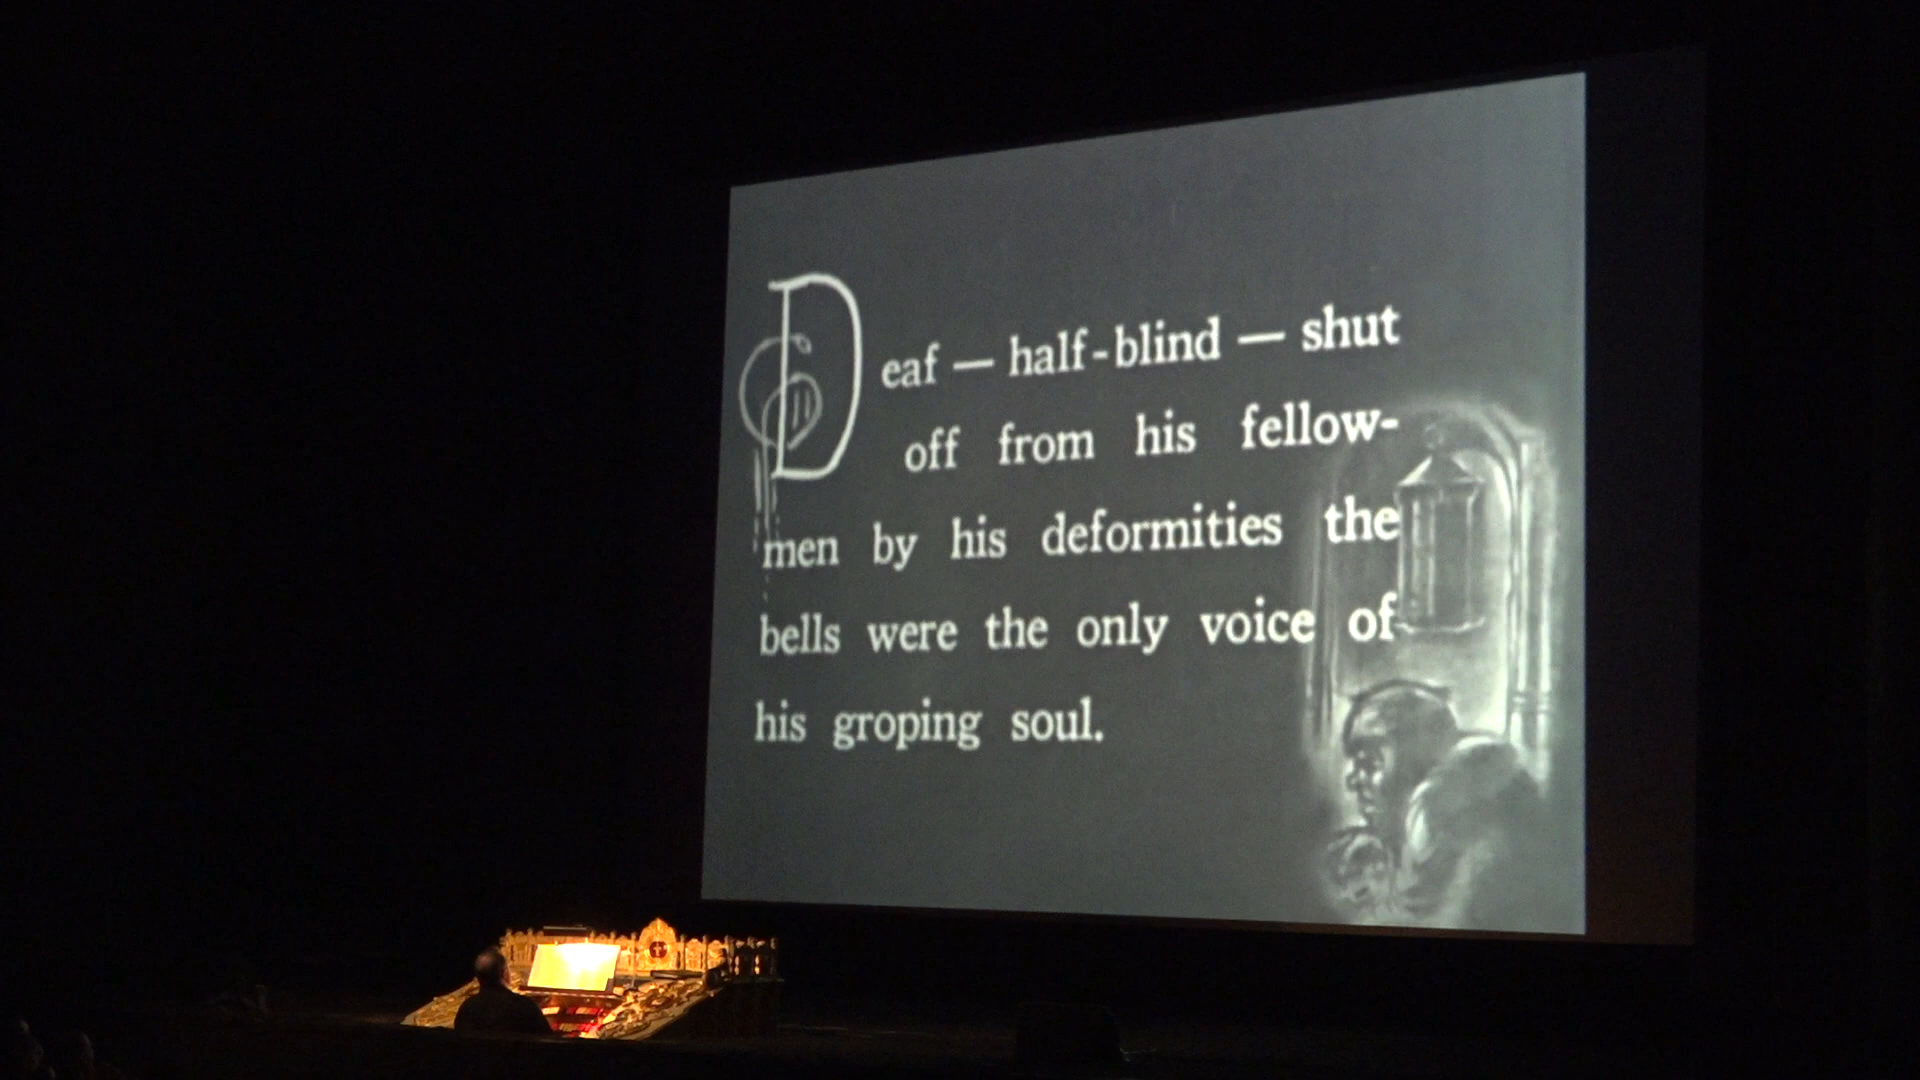 Deaf — half-blind — shut
off from his fellow-
men by his deformities the
bells were the only voice of
his groping soul.